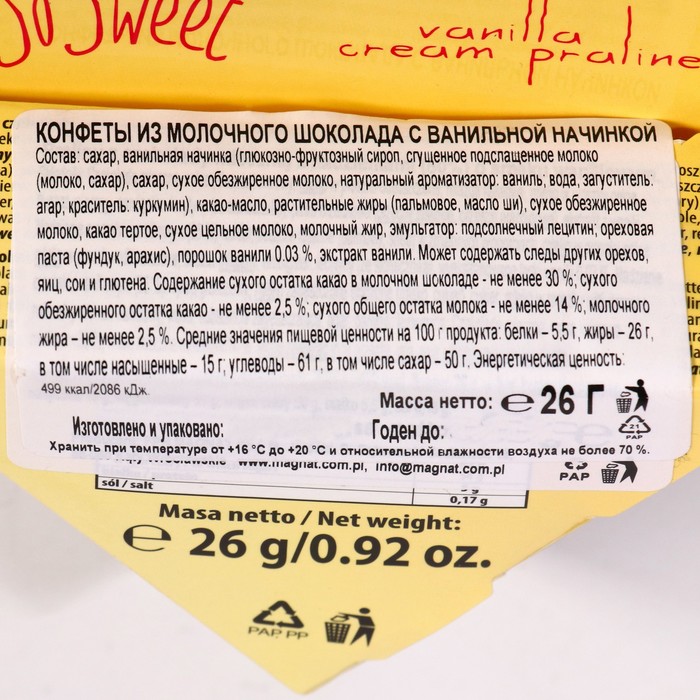 So Sweet
vanilla
cream praline
КОНФЕТЫ ИЗ МОЛОЧНОГО ШОКОЛАДА С ВАНИЛЬНОЙ НАЧИНКОЙ
Состав: сахар, ванильная начинка (глюкозно-фруктозный сироп, сгущенное подслащенное молоко
(молоко, сахар), сахар, сухое обезжиренное молоко, натуральный ароматизатор: ваниль; вода, загуститель:
агар; краситель: куркумин), какао-масло, растительные жиры (пальмовое, масло ши), сухое обезжиренное
молоко, какао тертое, сухое цельное молоко, молочный жир, эмульгатор: подсолнечный лецитин; ореховая
паста (фундук, арахис), порошок ванили 0.03 %, экстракт ванили. Может содержать следы других орехов,
яиц, сои и глютена. Содержание сухого остатка какао в молочном шоколаде - не менее 30 %; сухого
обезжиренного остатка какао - не менее 2,5 %; сухого общего остатка молока - не менее 14 %; молочного
жира – не менее 2,5 %. Средние значения пищевой ценности на 100 г продукта: белки – 5,5 г, жиры – 26 г,
в том числе насыщенные – 15 г; углеводы – 61 г, в том числе сахар – 50 г. Энергетическая ценность:
499 ккал/2086 кДж.
Масса нетто: ℮ 26 Г
21
PAP
Изготовлено и упаковано: Годен до:
Хранить при температуре от +16 °С до +20 °С и относительной влажности воздуха не более 70 %.
www.magnat.com.pl, info@magnat.com.pl
PAP
sól / salt 0,17 g
Masa netto / Net weight:
℮ 26 g/0.92 oz.
PAP, PP